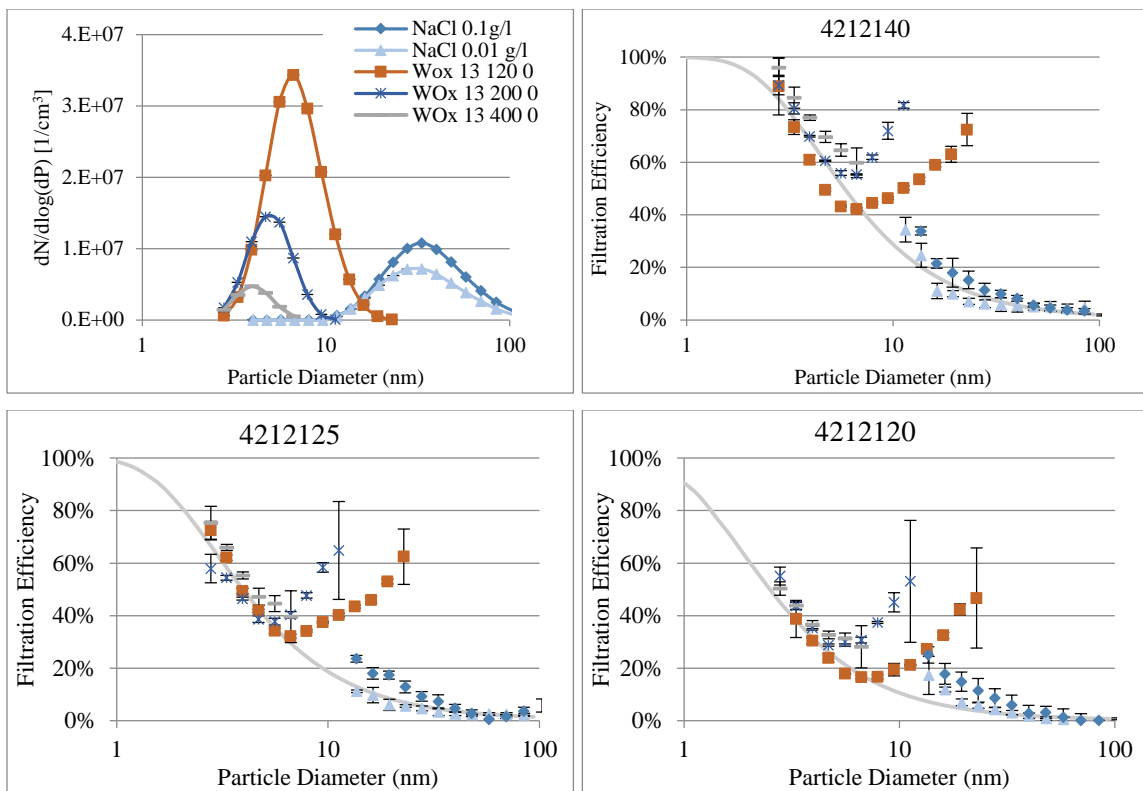 4.E+07
3.E+07
2.E+07
1.E+07
0.E+00
dN/dlog(dP) [1/cm³]
1
10
100
Particle Diameter (nm)
NaCl 0.1g/l
NaCl 0.01 g/l
Wox 13 120 0
WOx 13 200 0
WOx 13 400 0
4212140
100%
80%
60%
40%
20%
0%
Filtration Efficiency
1
10
100
Particle Diameter (nm)
4212125
100%
80%
60%
40%
20%
0%
Filtration Efficiency
1
10
100
Particle Diameter (nm)
4212120
100%
80%
60%
40%
20%
0%
Filtration Efficiency
1
10
100
Particle Diameter (nm)